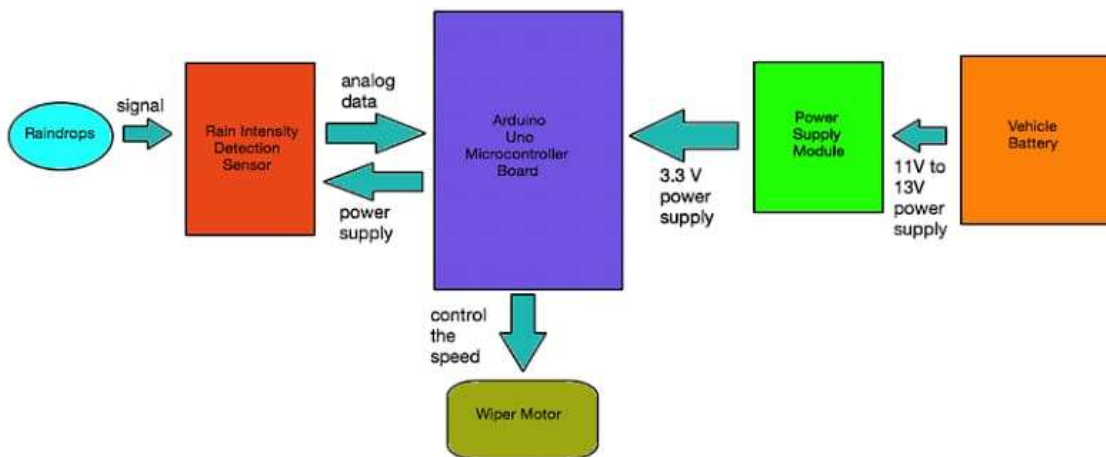 Raindrops
signal
Rain Intensity
Detection
Sensor
analog
data
power
supply
Arduino
Uno
Microcontroller
Board
control
the
speed
Wiper Motor
3.3 V
power
supply
Power
Supply
Module
11V to
13V
power
supply
Vehicle
Battery